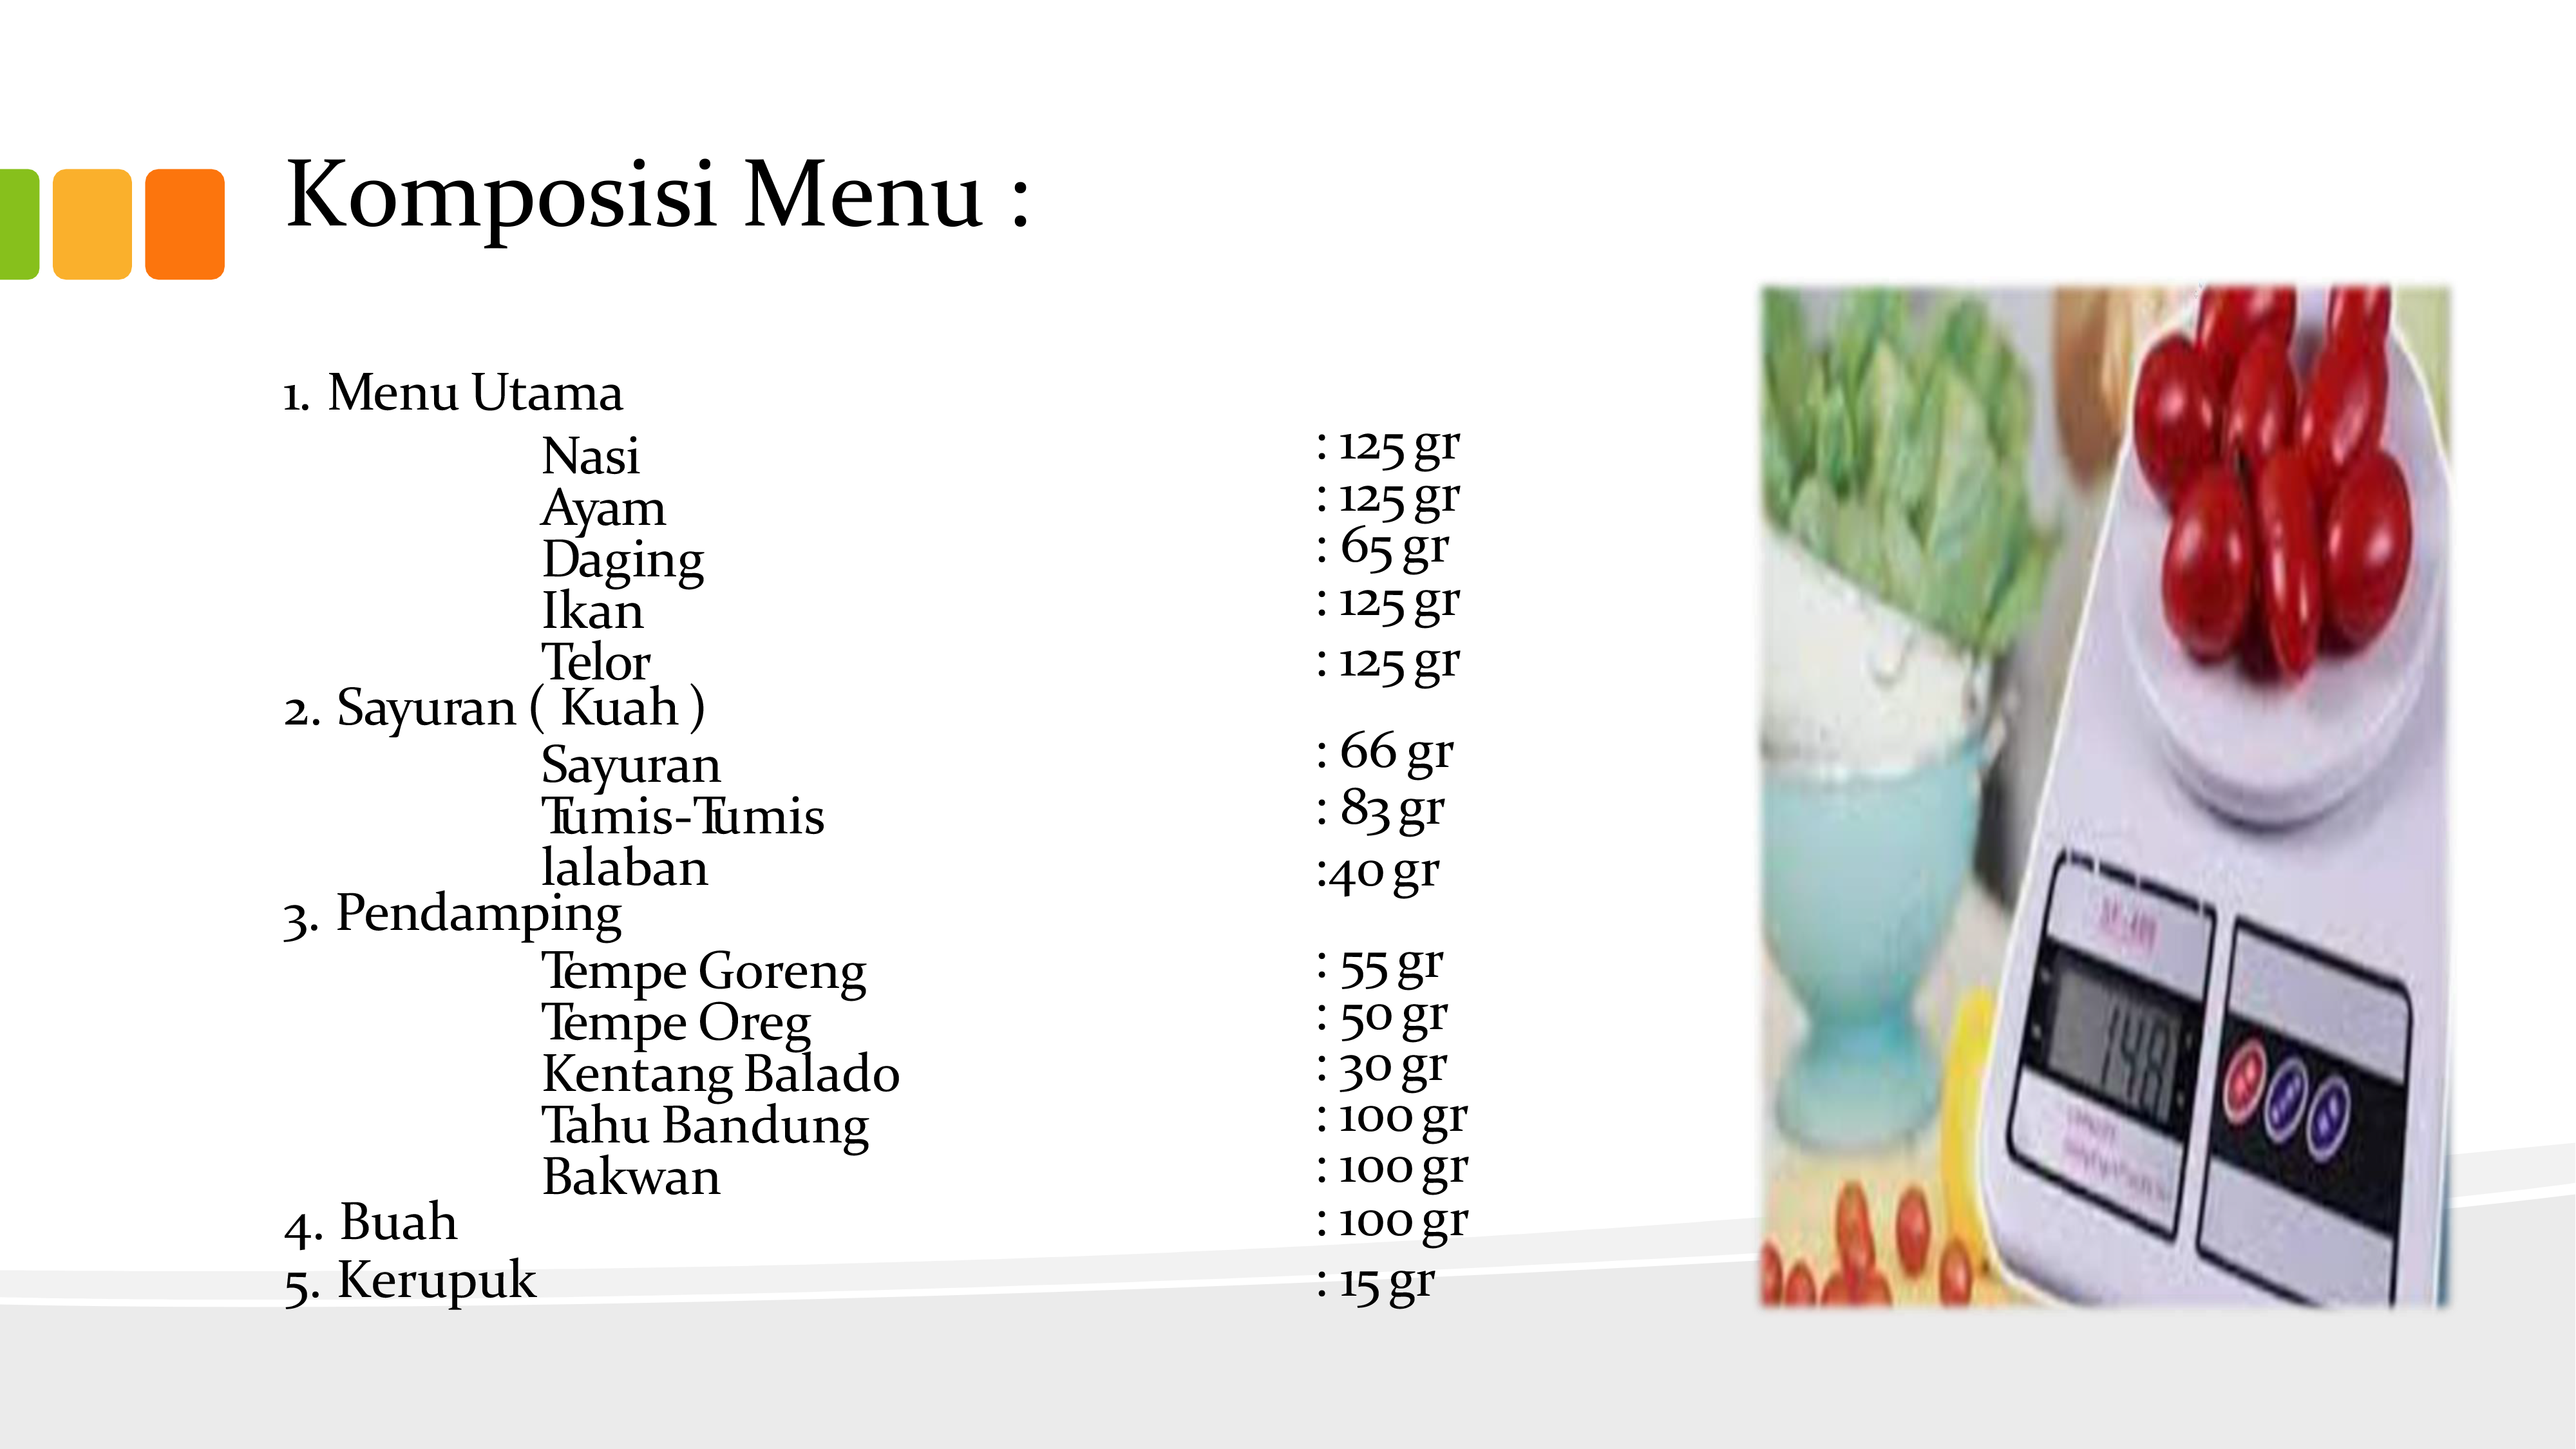 Komposisi Menu :
1. Menu Utama
Nasi : 125 gr
Ayam : 125 gr
Daging : 65 gr
Ikan : 125 gr
Telor : 125 gr
2. Sayuran ( Kuah )
Sayuran : 66 gr
Tumis-Tumis : 83 gr
lalaban :40 gr
3. Pendamping
Tempe Goreng : 55 gr
Tempe Oreg : 50 gr
Kentang Balado : 30 gr
Tahu Bandung : 100 gr
Bakwan : 100 gr
4. Buah : 100 gr
5. Kerupuk : 15 gr
148